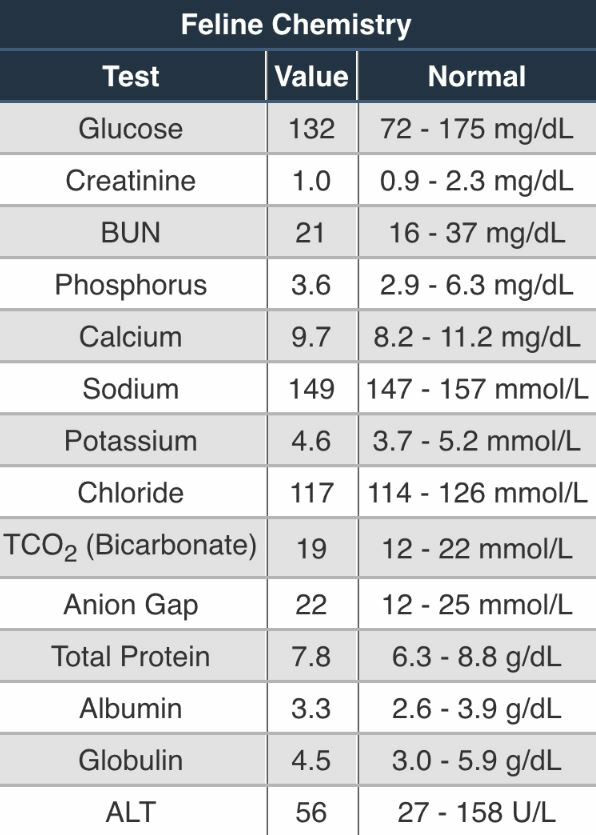 Feline Chemistry
Test Value Normal
Glucose 132 72 - 175 mg/dL
Creatinine 1.0 0.9 - 2.3 mg/dL
BUN 21 16 - 37 mg/dL
Phosphorus 3.6 2.9 - 6.3 mg/dL
Calcium 9.7 8.2 - 11.2 mg/dL
Sodium 149 147 - 157 mmol/L
Potassium 4.6 3.7 - 5.2 mmol/L
Chloride 117 114 - 126 mmol/L
TCO₂ (Bicarbonate) 19 12 - 22 mmol/L
Anion Gap 22 12 - 25 mmol/L
Total Protein 7.8 6.3 - 8.8 g/dL
Albumin 3.3 2.6 - 3.9 g/dL
Globulin 4.5 3.0 - 5.9 g/dL
ALT 56 27 - 158 U/L